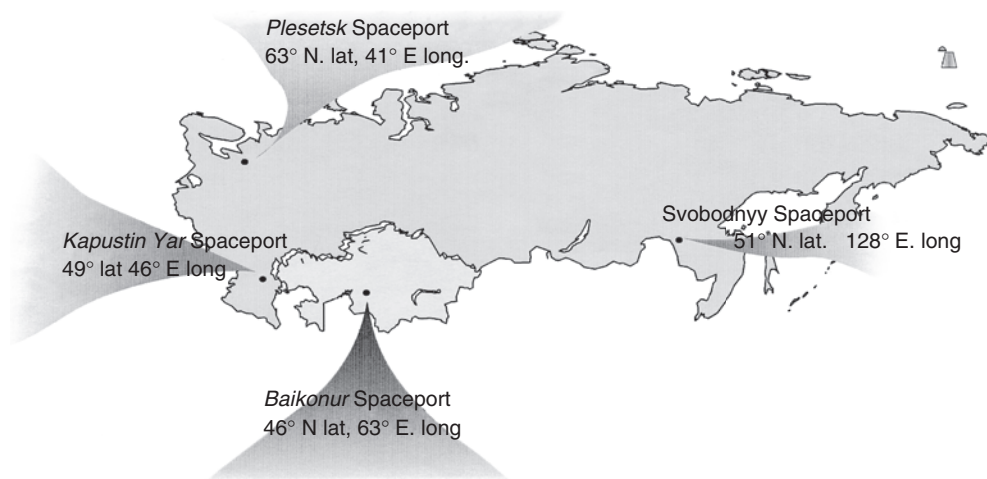 Plesetsk Spaceport
63° N. lat, 41° E long.
Kapustin Yar Spaceport
49° lat 46° E long
Svobodnyy Spaceport
51° N. lat. 128° E. long
Baikonur Spaceport
46° N lat, 63° E. long